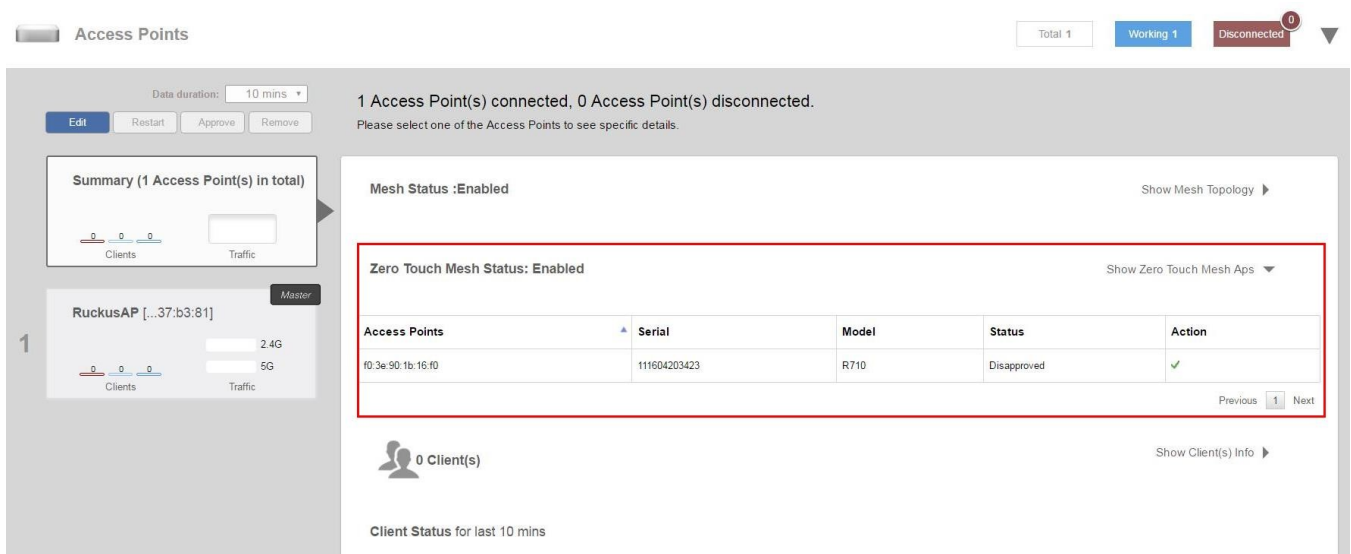 Access Points
Total 1
Working 1
Disconnected
0
Data duration: 10 mins
Edit Restart Approve Remove
Summary (1 Access Point(s) in total)
0 0 0
Clients Traffic
Master
RuckusAP [...37:b3:81]
1
2.4G
5G
0 0 0
Clients Traffic
1 Access Point(s) connected, 0 Access Point(s) disconnected.
Please select one of the Access Points to see specific details.
Mesh Status :Enabled Show Mesh Topology
Zero Touch Mesh Status: Enabled Show Zero Touch Mesh Aps
Access Points Serial Model Status Action
f0:3e:90:1b:16:f0 111604203423 R710 Disapproved
Previous 1 Next
0 Client(s) Show Client(s) Info
Client Status for last 10 mins